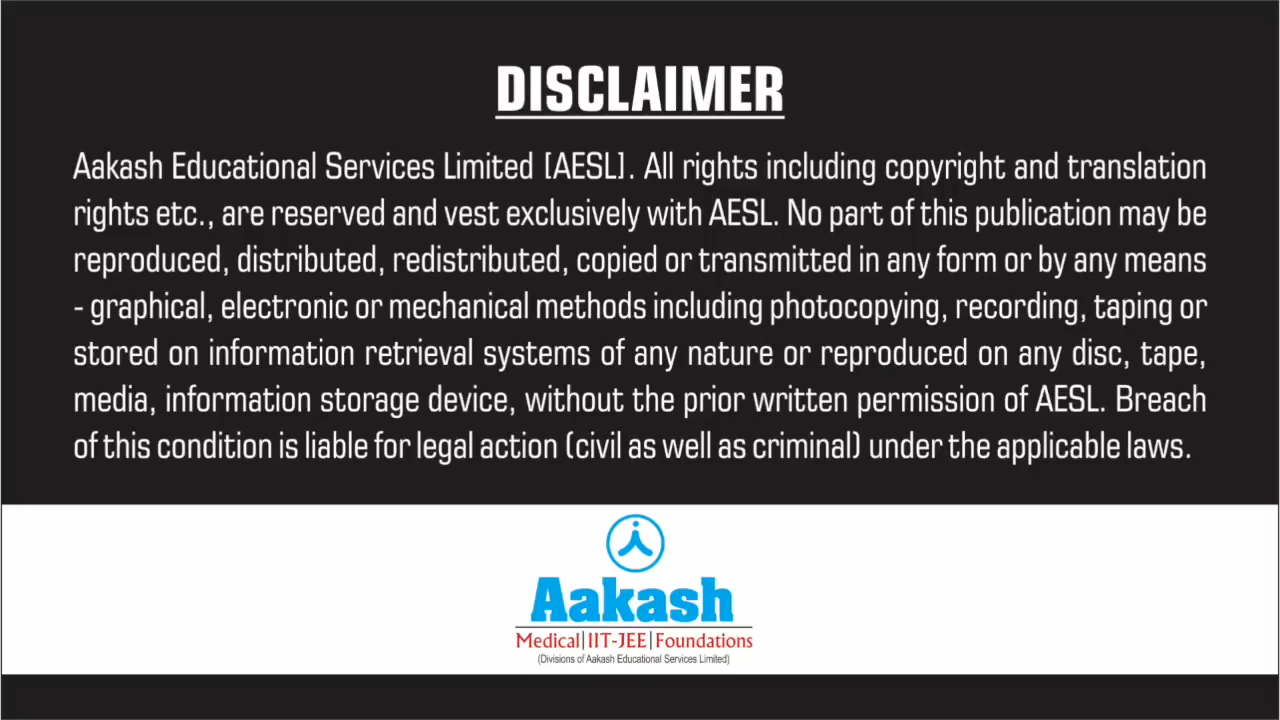 DISCLAIMER
Aakash Educational Services Limited [AESL]. All rights including copyright and translation
rights etc., are reserved and vest exclusively with AESL. No part of this publication may be
reproduced, distributed, redistributed, copied or transmitted in any form or by any means
- graphical, electronic or mechanical methods including photocopying, recording, taping or
stored on information retrieval systems of any nature or reproduced on any disc, tape,
media, information storage device, without the prior written permission of AESL. Breach
of this condition is liable for legal action (civil as well as criminal) under the applicable laws.
Aakash
Medical|IIT-JEE|Foundations
(Divisions of Aakash Educational Services Limited)